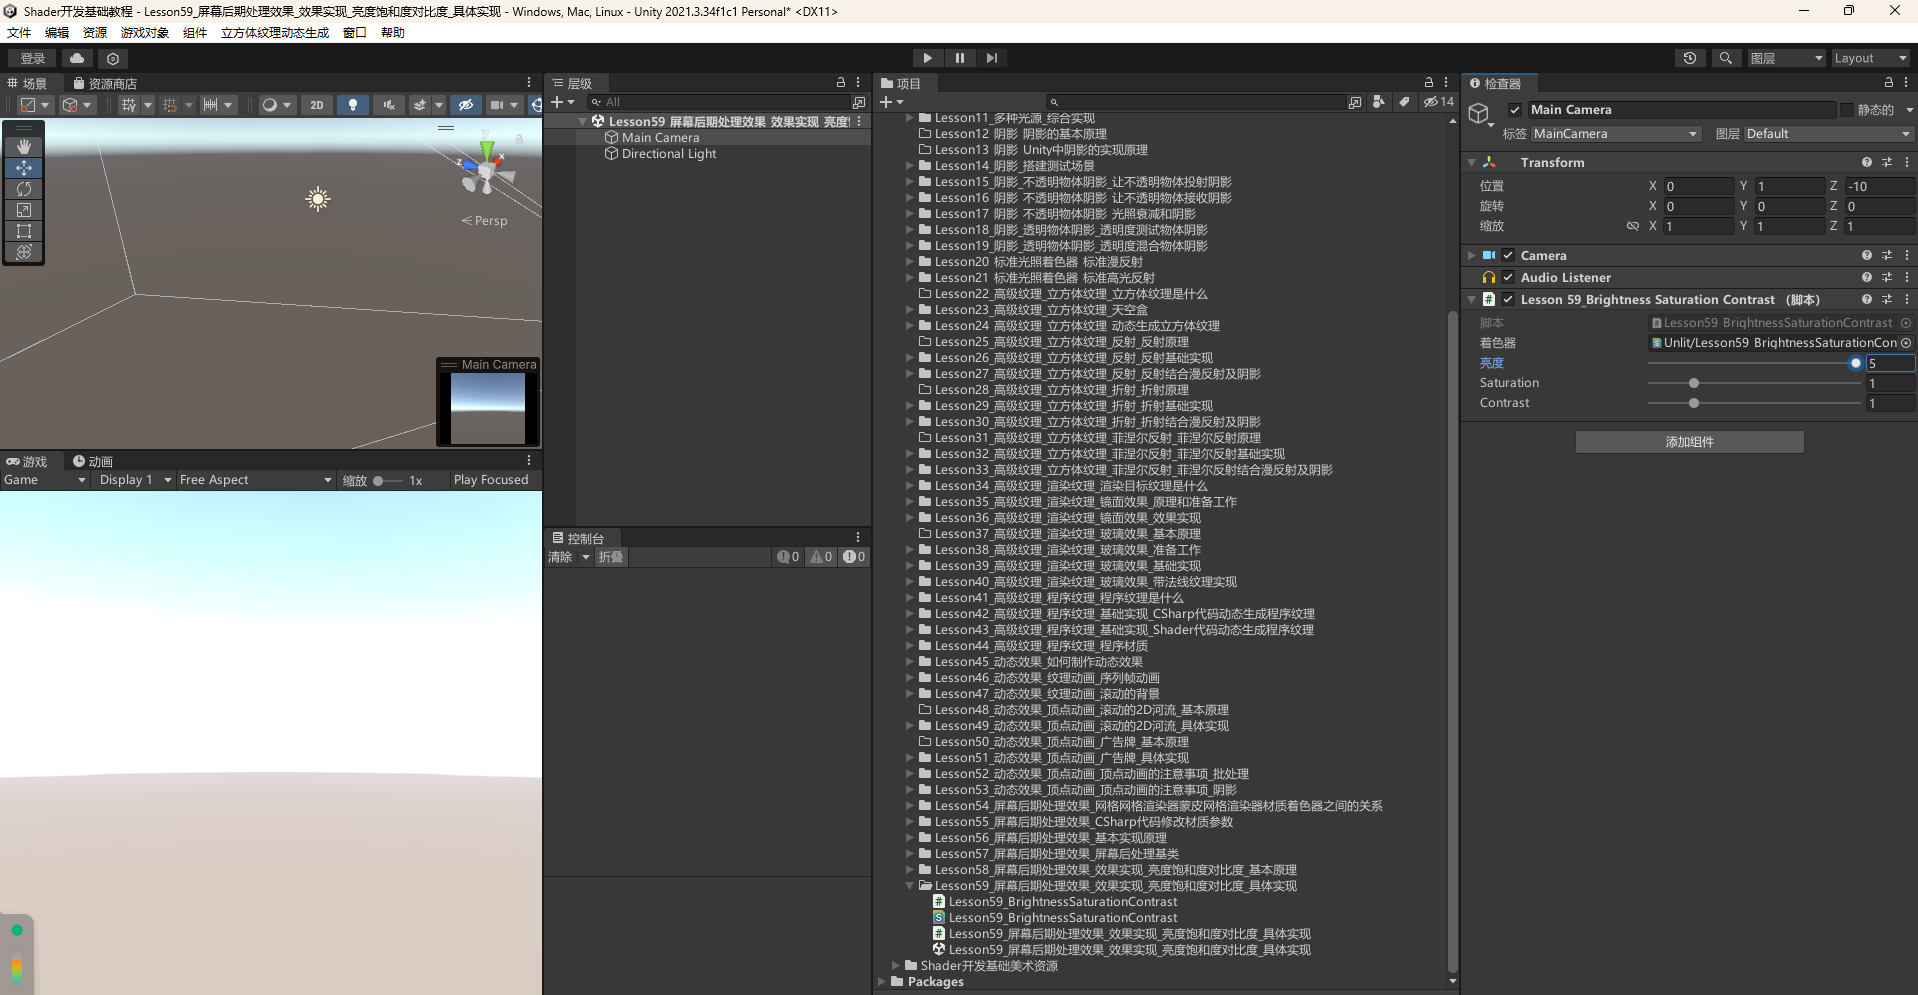 Shader开发基础教程 - Lesson59_屏幕后期处理效果_效果实现_亮度饱和度对比度_具体实现 - Windows, Mac, Linux - Unity 2021.3.34f1c1 Personal* <DX11>
文件 编辑 资源 游戏对象 组件 立方体纹理动态生成 窗口 帮助
登录
图层 Layout
场景 资源商店
2D
Persp
Main Camera
游戏 动画
Game Display 1 Free Aspect 缩放 1x Play Focused
层级
All
Lesson59_屏幕后期处理效果_效果实现_亮度
Main Camera
Directional Light
控制台
清除 折叠 0 0 0
项目
14
Lesson11_多种光源_综合实现
Lesson12_阴影_阴影的基本原理
Lesson13_阴影_Unity中阴影的实现原理
Lesson14_阴影_搭建测试场景
Lesson15_阴影_不透明物体阴影_让不透明物体投射阴影
Lesson16_阴影_不透明物体阴影_让不透明物体接收阴影
Lesson17_阴影_不透明物体阴影_光照衰减和阴影
Lesson18_阴影_透明物体阴影_透明度测试物体阴影
Lesson19_阴影_透明物体阴影_透明度混合物体阴影
Lesson20_标准光照着色器_标准漫反射
Lesson21_标准光照着色器_标准高光反射
Lesson22_高级纹理_立方体纹理_立方体纹理是什么
Lesson23_高级纹理_立方体纹理_天空盒
Lesson24_高级纹理_立方体纹理_动态生成立方体纹理
Lesson25_高级纹理_立方体纹理_反射_反射原理
Lesson26_高级纹理_立方体纹理_反射_反射基础实现
Lesson27_高级纹理_立方体纹理_反射_反射结合漫反射及阴影
Lesson28_高级纹理_立方体纹理_折射_折射原理
Lesson29_高级纹理_立方体纹理_折射_折射基础实现
Lesson30_高级纹理_立方体纹理_折射_折射结合漫反射及阴影
Lesson31_高级纹理_立方体纹理_菲涅尔反射_菲涅尔反射原理
Lesson32_高级纹理_立方体纹理_菲涅尔反射_菲涅尔反射基础实现
Lesson33_高级纹理_立方体纹理_菲涅尔反射_菲涅尔反射结合漫反射及阴影
Lesson34_高级纹理_渲染纹理_渲染目标纹理是什么
Lesson35_高级纹理_渲染纹理_镜面效果_原理和准备工作
Lesson36_高级纹理_渲染纹理_镜面效果_效果实现
Lesson37_高级纹理_渲染纹理_玻璃效果_基本原理
Lesson38_高级纹理_渲染纹理_玻璃效果_准备工作
Lesson39_高级纹理_渲染纹理_玻璃效果_基础实现
Lesson40_高级纹理_渲染纹理_玻璃效果_带法线纹理实现
Lesson41_高级纹理_程序纹理_程序纹理是什么
Lesson42_高级纹理_程序纹理_基础实现_CSharp代码动态生成程序纹理
Lesson43_高级纹理_程序纹理_基础实现_Shader代码动态生成程序纹理
Lesson44_高级纹理_程序纹理_程序材质
Lesson45_动态效果_如何制作动态效果
Lesson46_动态效果_纹理动画_序列帧动画
Lesson47_动态效果_纹理动画_滚动的背景
Lesson48_动态效果_顶点动画_滚动的2D河流_基本原理
Lesson49_动态效果_顶点动画_滚动的2D河流_具体实现
Lesson50_动态效果_顶点动画_广告牌_基本原理
Lesson51_动态效果_顶点动画_广告牌_具体实现
Lesson52_动态效果_顶点动画_顶点动画的注意事项_批处理
Lesson53_动态效果_顶点动画_顶点动画的注意事项_阴影
Lesson54_屏幕后期处理效果_网格网格渲染器蒙皮网格渲染器材质着色器之间的关系
Lesson55_屏幕后期处理效果_CSharp代码修改材质参数
Lesson56_屏幕后期处理效果_基本实现原理
Lesson57_屏幕后期处理效果_屏幕后处理基类
Lesson58_屏幕后期处理效果_效果实现_亮度饱和度对比度_基本原理
Lesson59_屏幕后期处理效果_效果实现_亮度饱和度对比度_具体实现
Lesson59_BrightnessSaturationContrast
Lesson59_BrightnessSaturationContrast
Lesson59_屏幕后期处理效果_效果实现_亮度饱和度对比度_具体实现
Lesson59_屏幕后期处理效果_效果实现_亮度饱和度对比度_具体实现
Shader开发基础美术资源
Packages
检查器
Main Camera 静态的
标签 MainCamera 图层 Default
Transform
位置 X 0 Y 1 Z -10
旋转 X 0 Y 0 Z 0
缩放 X 1 Y 1 Z 1
Camera
Audio Listener
Lesson 59_Brightness Saturation Contrast （脚本）
脚本 Lesson59_BrightnessSaturationContrast
着色器 Unlit/Lesson59_BrightnessSaturationCon
亮度 5
Saturation 1
Contrast 1
添加组件